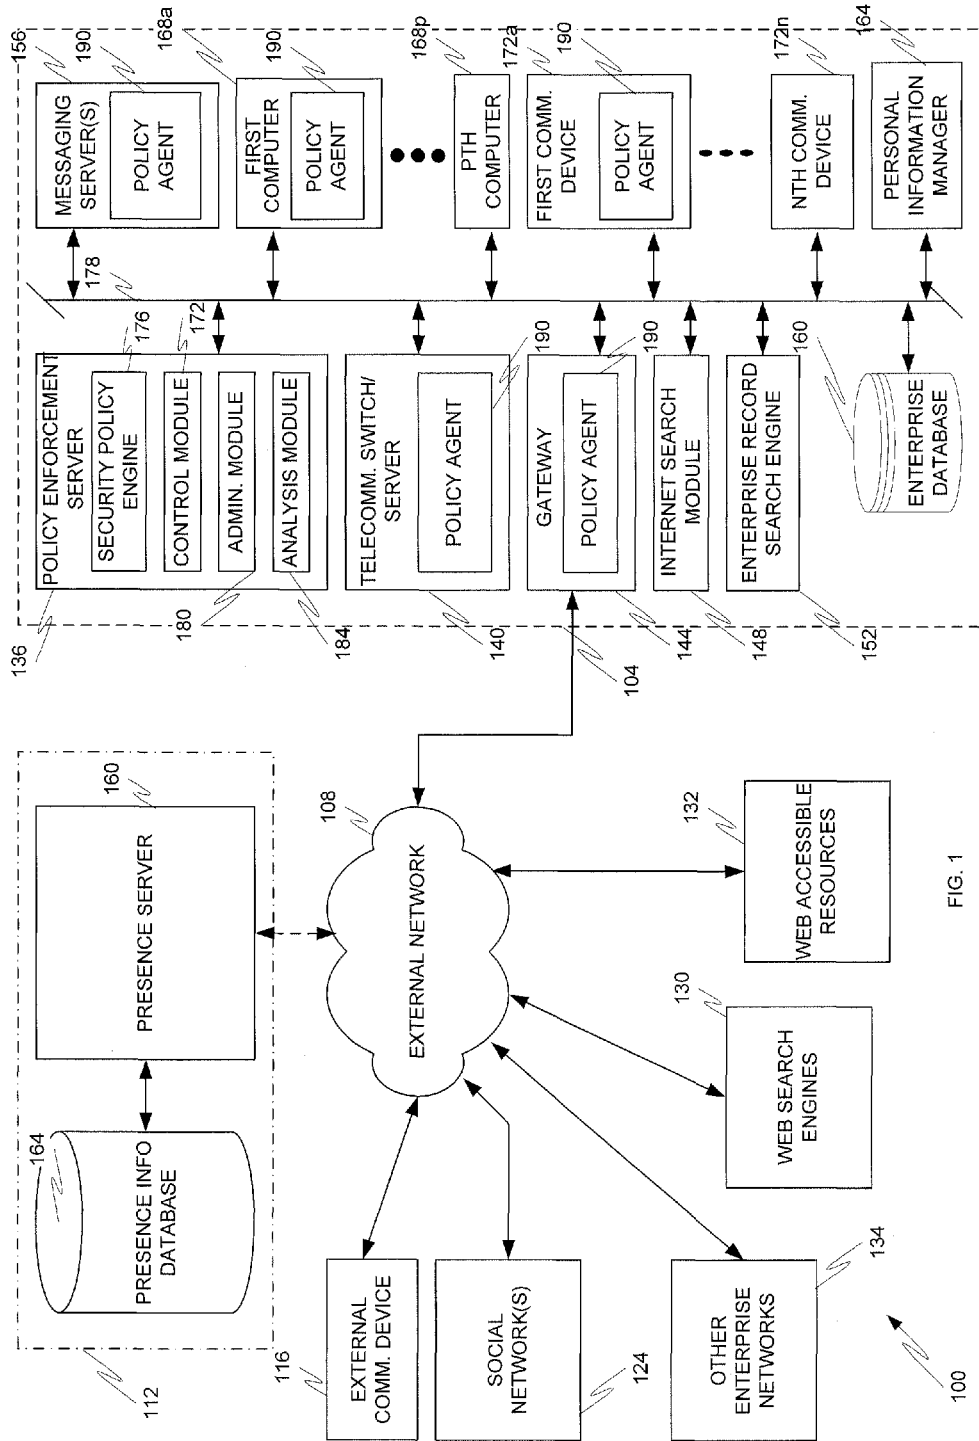 112
164
PRESENCE INFO
DATABASE
PRESENCE SERVER
160
116
EXTERNAL
COMM. DEVICE
SOCIAL
NETWORK(S)
124
OTHER
ENTERPRISE
NETWORKS
134
100
EXTERNAL NETWORK
108
WEB SEARCH
ENGINES
130
WEB ACCESSIBLE
RESOURCES
132
FIG. 1
104
136
POLICY ENFORCEMENT
SERVER
SECURITY POLICY
ENGINE
176
CONTROL MODULE
172
ADMIN. MODULE
180
ANALYSIS MODULE
184
TELECOMM. SWITCH/
SERVER
POLICY AGENT
190
140
GATEWAY
POLICY AGENT
190
144
INTERNET SEARCH
MODULE
148
ENTERPRISE RECORD
SEARCH ENGINE
152
160
ENTERPRISE
DATABASE
178
156
MESSAGING
SERVER(S)
190
POLICY
AGENT
168a
FIRST
COMPUTER
190
POLICY
AGENT
168p
PTH
COMPUTER
172a
FIRST COMM.
DEVICE
190
POLICY
AGENT
172n
NTH COMM.
DEVICE
164
PERSONAL
INFORMATION
MANAGER